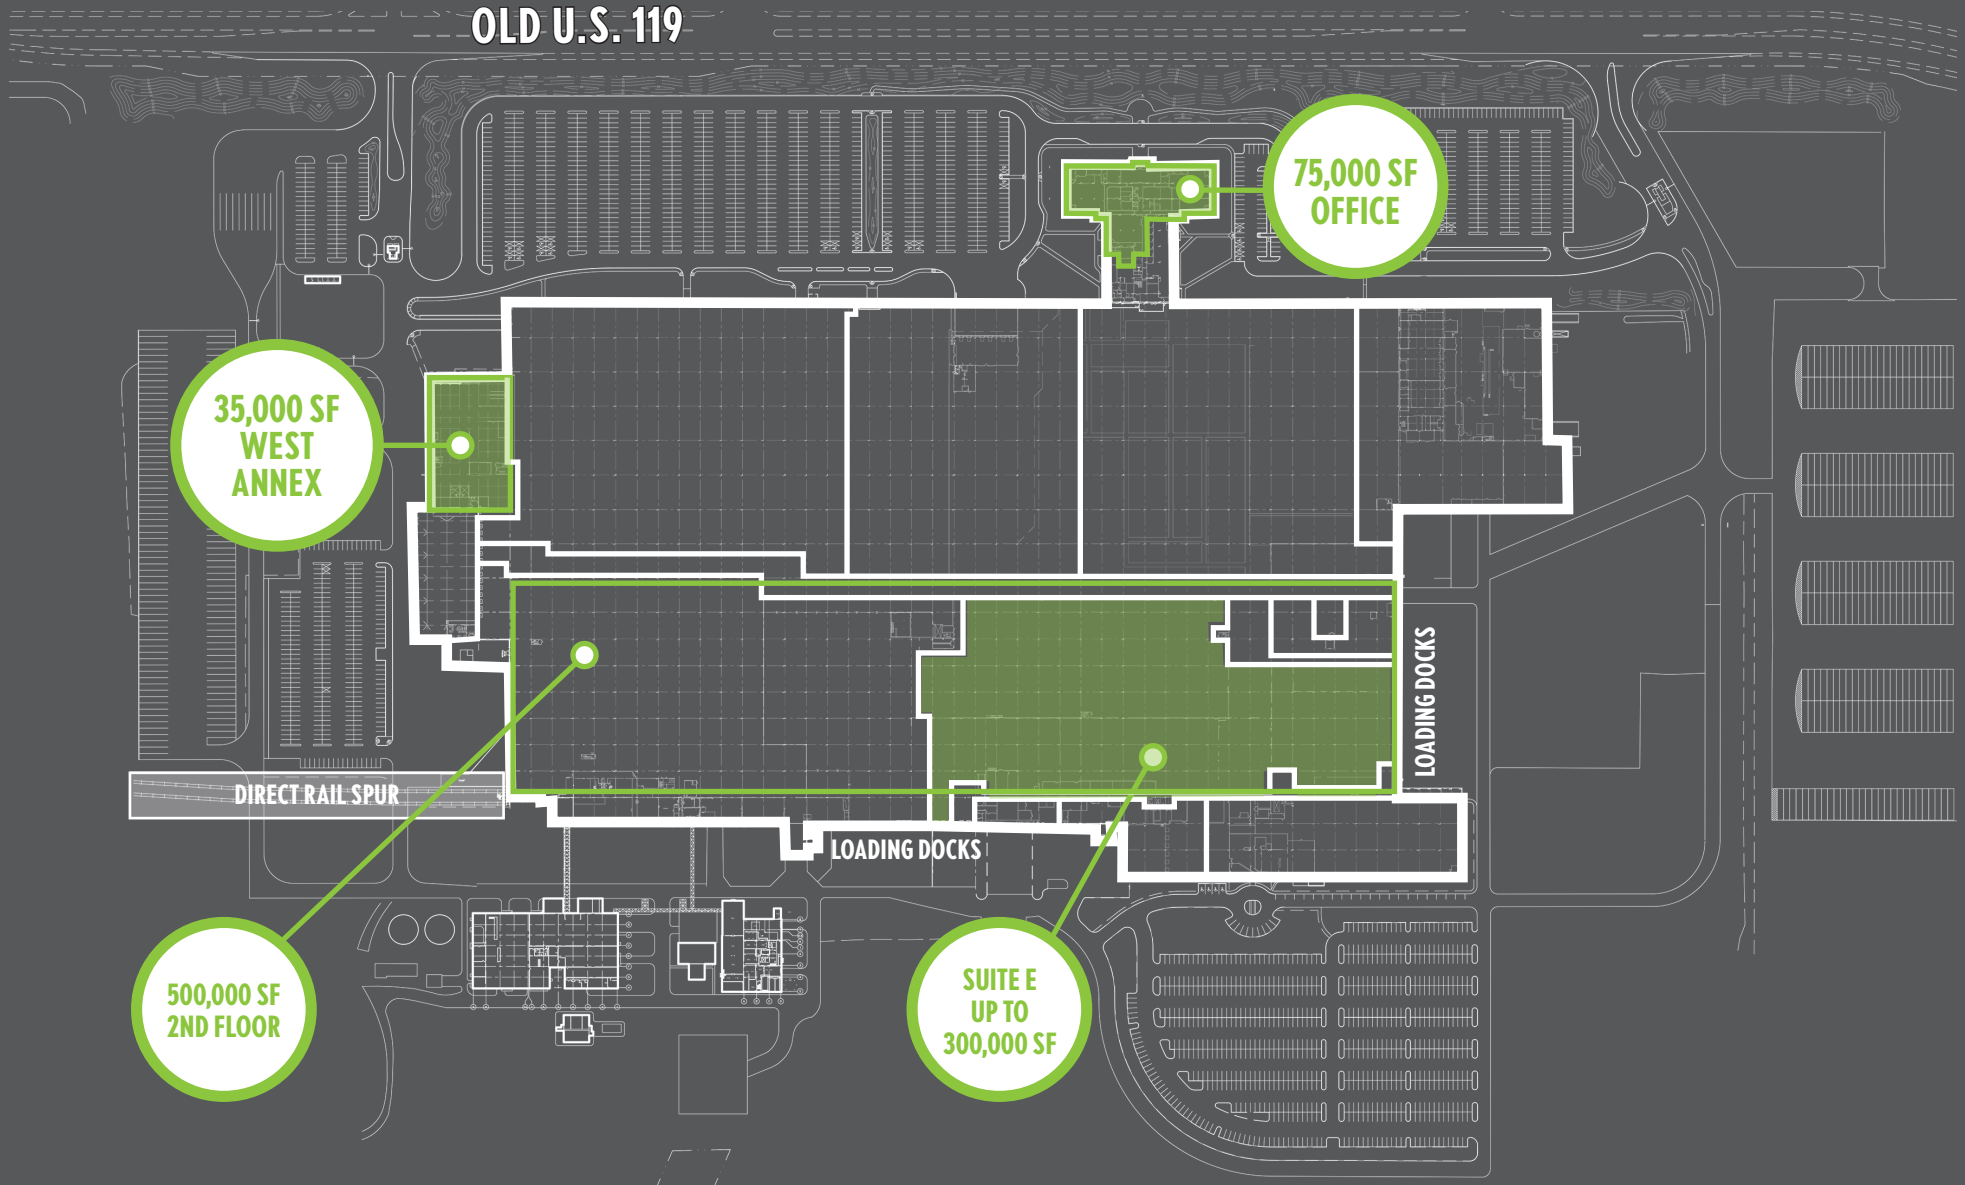 OLD U.S. 119
75,000 SF
OFFICE
35,000 SF
WEST
ANNEX
LOADING DOCKS
DIRECT RAIL SPUR
LOADING DOCKS
500,000 SF
2ND FLOOR
SUITE E
UP TO
300,000 SF